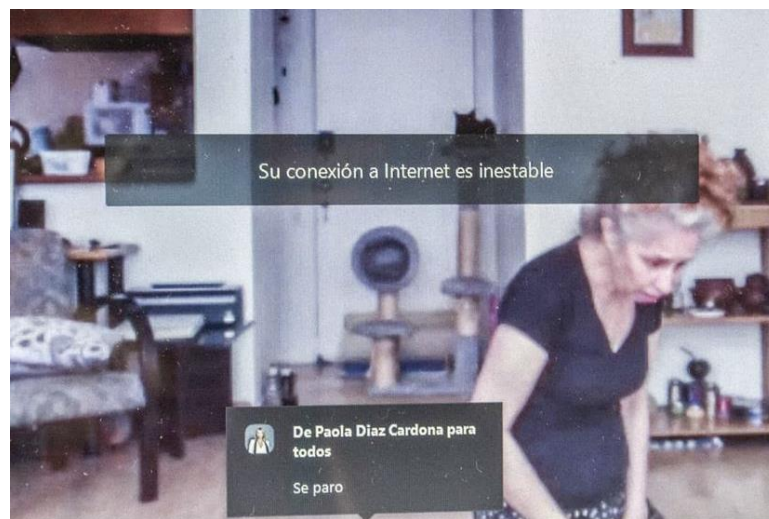 Su conexión a Internet es inestable
De Paola Diaz Cardona para
todos
Se paro